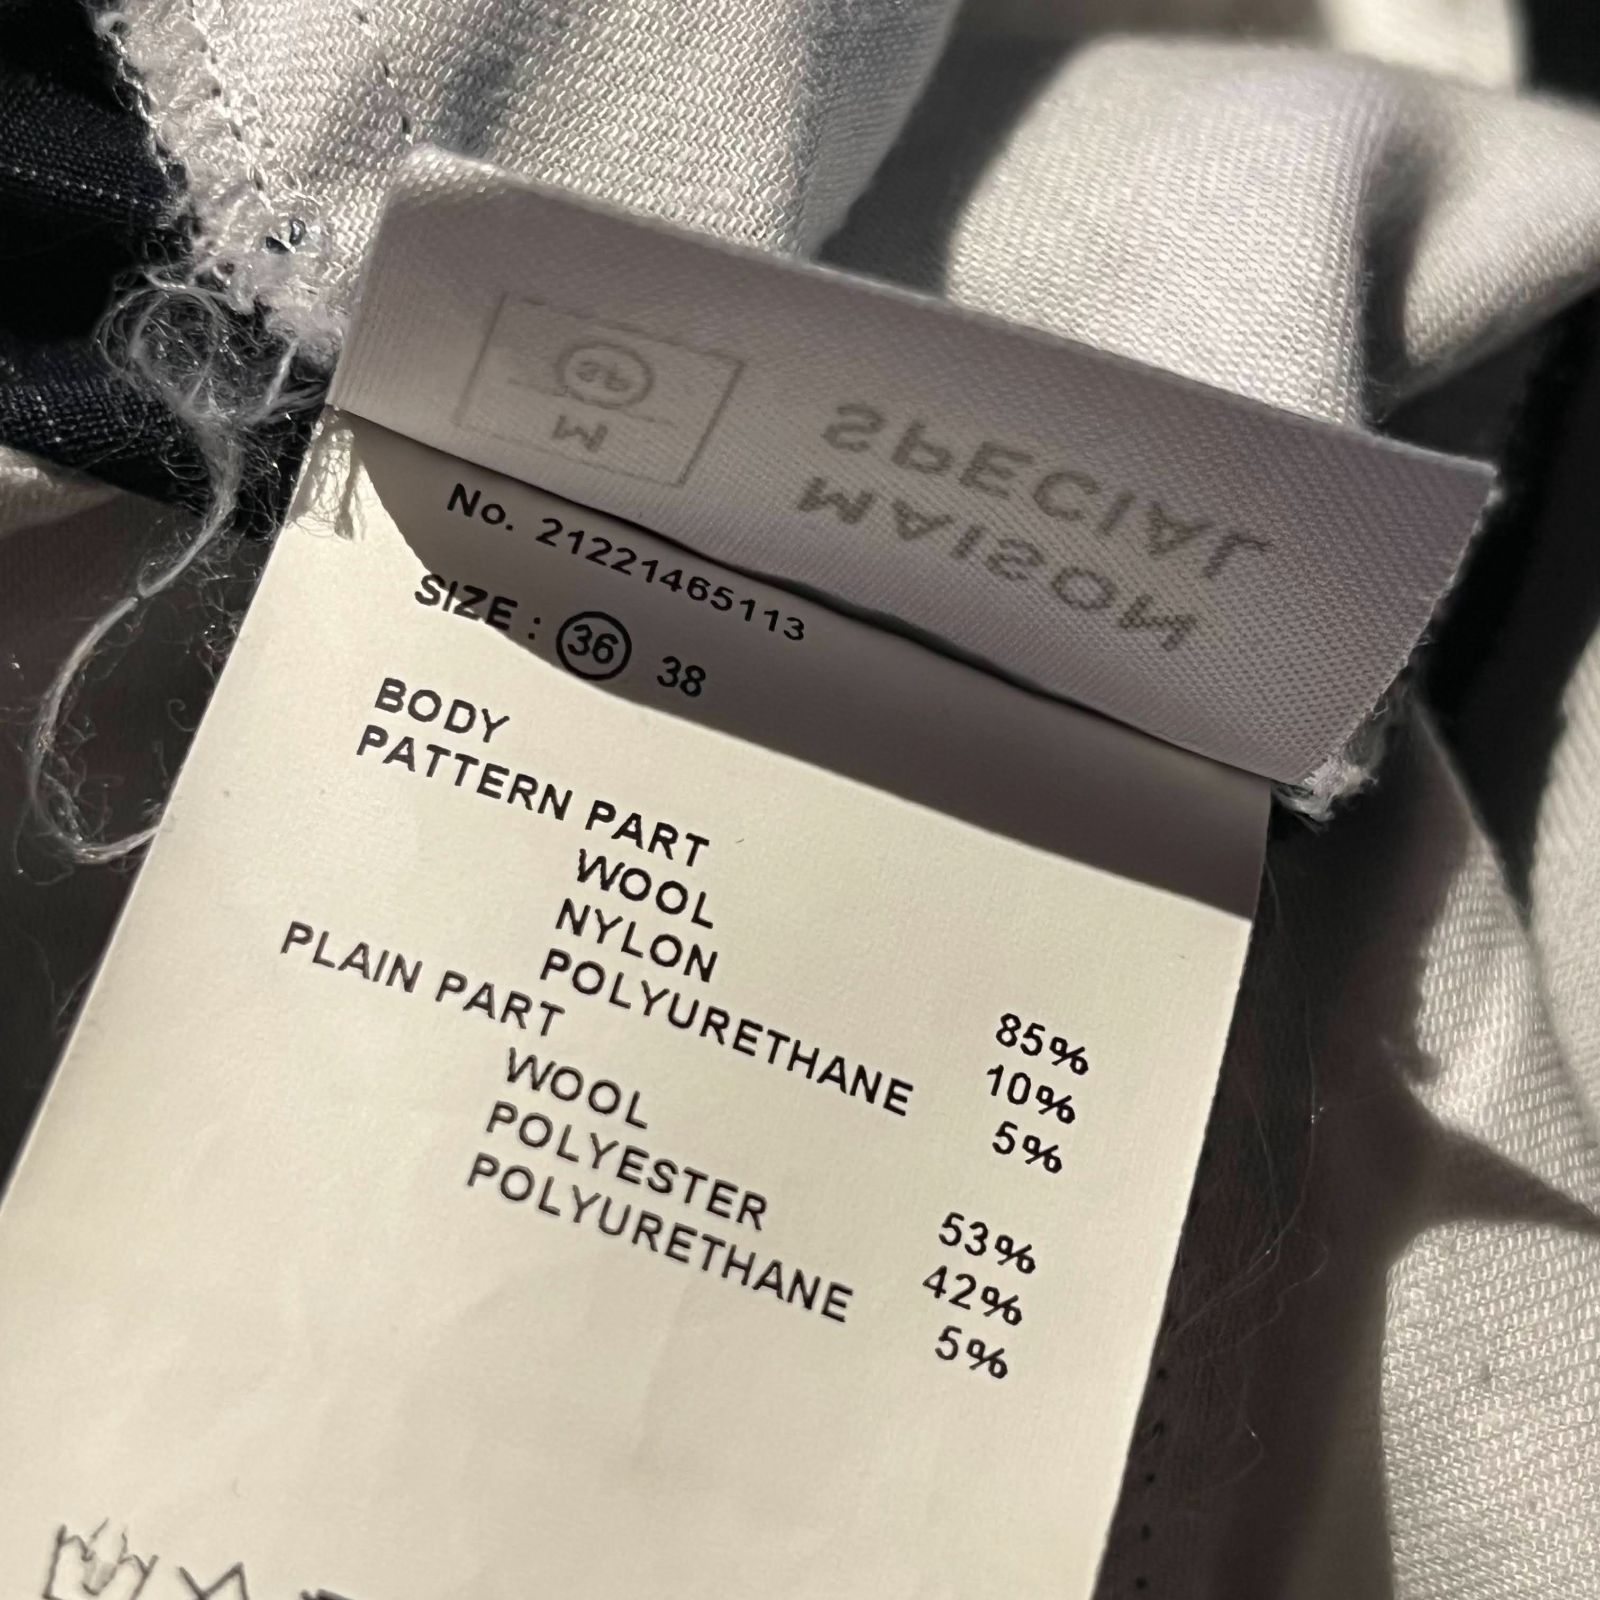 MAISON
SPECIAL
M
No. 21221465113
SIZE : 36 38
BODY
PATTERN PART
WOOL 85%
NYLON 10%
POLYURETHANE 5%
PLAIN PART
WOOL 53%
POLYESTER 42%
POLYURETHANE 5%